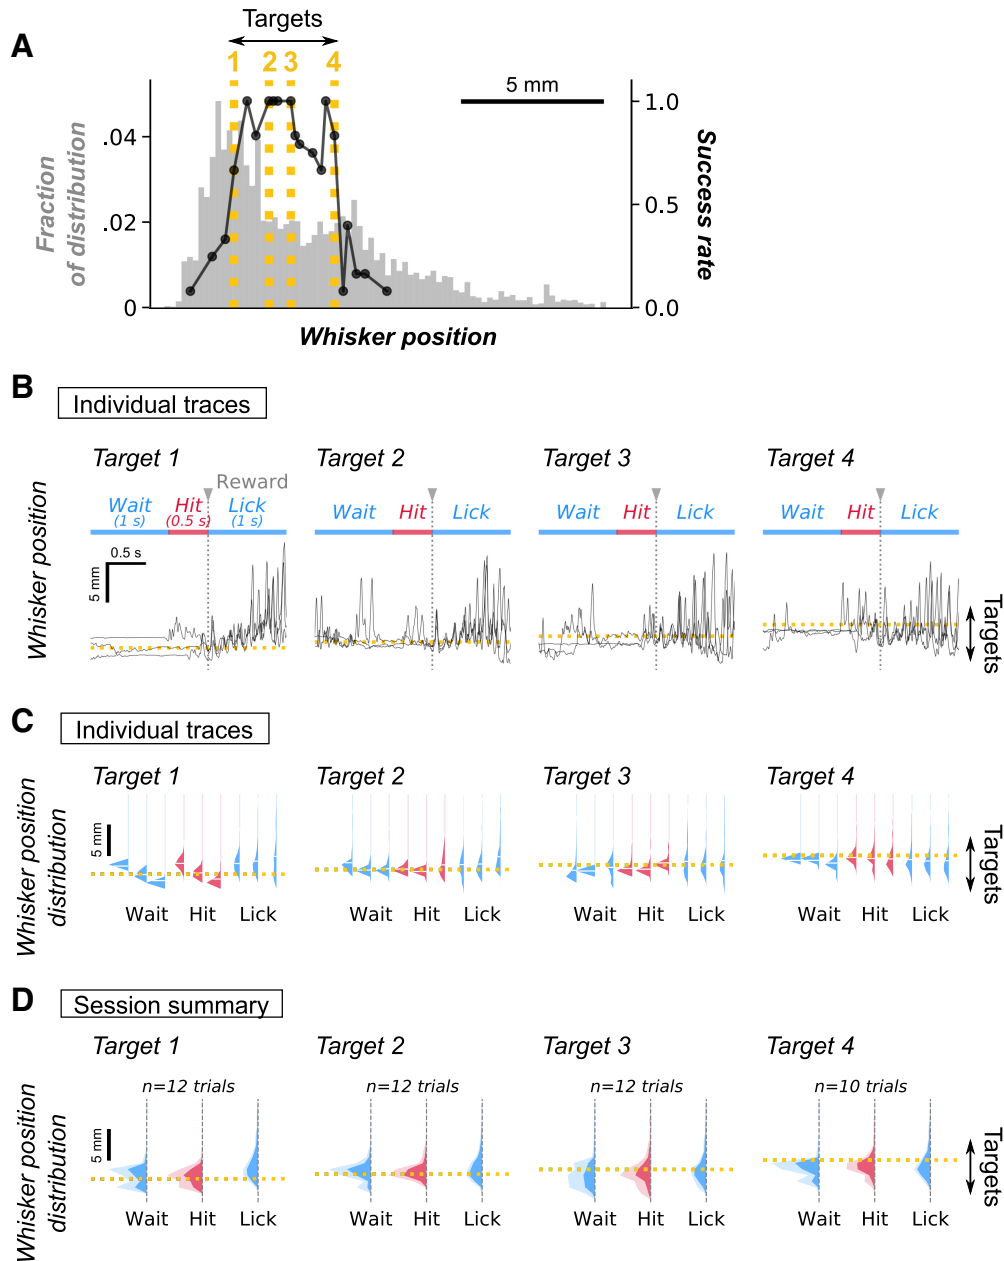 A
Targets
1 2 3 4
5 mm
.04
.02
0
1.0
0.5
0.0
Fraction
of distribution
Success rate
Whisker position
B
Individual traces
Target 1
Target 2
Target 3
Target 4
Reward
Wait
(1 s)
Hit
(0.5 s)
Lick
(1 s)
Wait Hit Lick
Wait Hit Lick
Wait Hit Lick
0.5 s
5 mm
Whisker position
Targets
C
Individual traces
Target 1
Target 2
Target 3
Target 4
5 mm
Whisker position
distribution
Targets
Wait Hit Lick
Wait Hit Lick
Wait Hit Lick
Wait Hit Lick
D
Session summary
Target 1
Target 2
Target 3
Target 4
n=12 trials
n=12 trials
n=12 trials
n=10 trials
5 mm
Whisker position
distribution
Targets
Wait Hit Lick
Wait Hit Lick
Wait Hit Lick
Wait Hit Lick